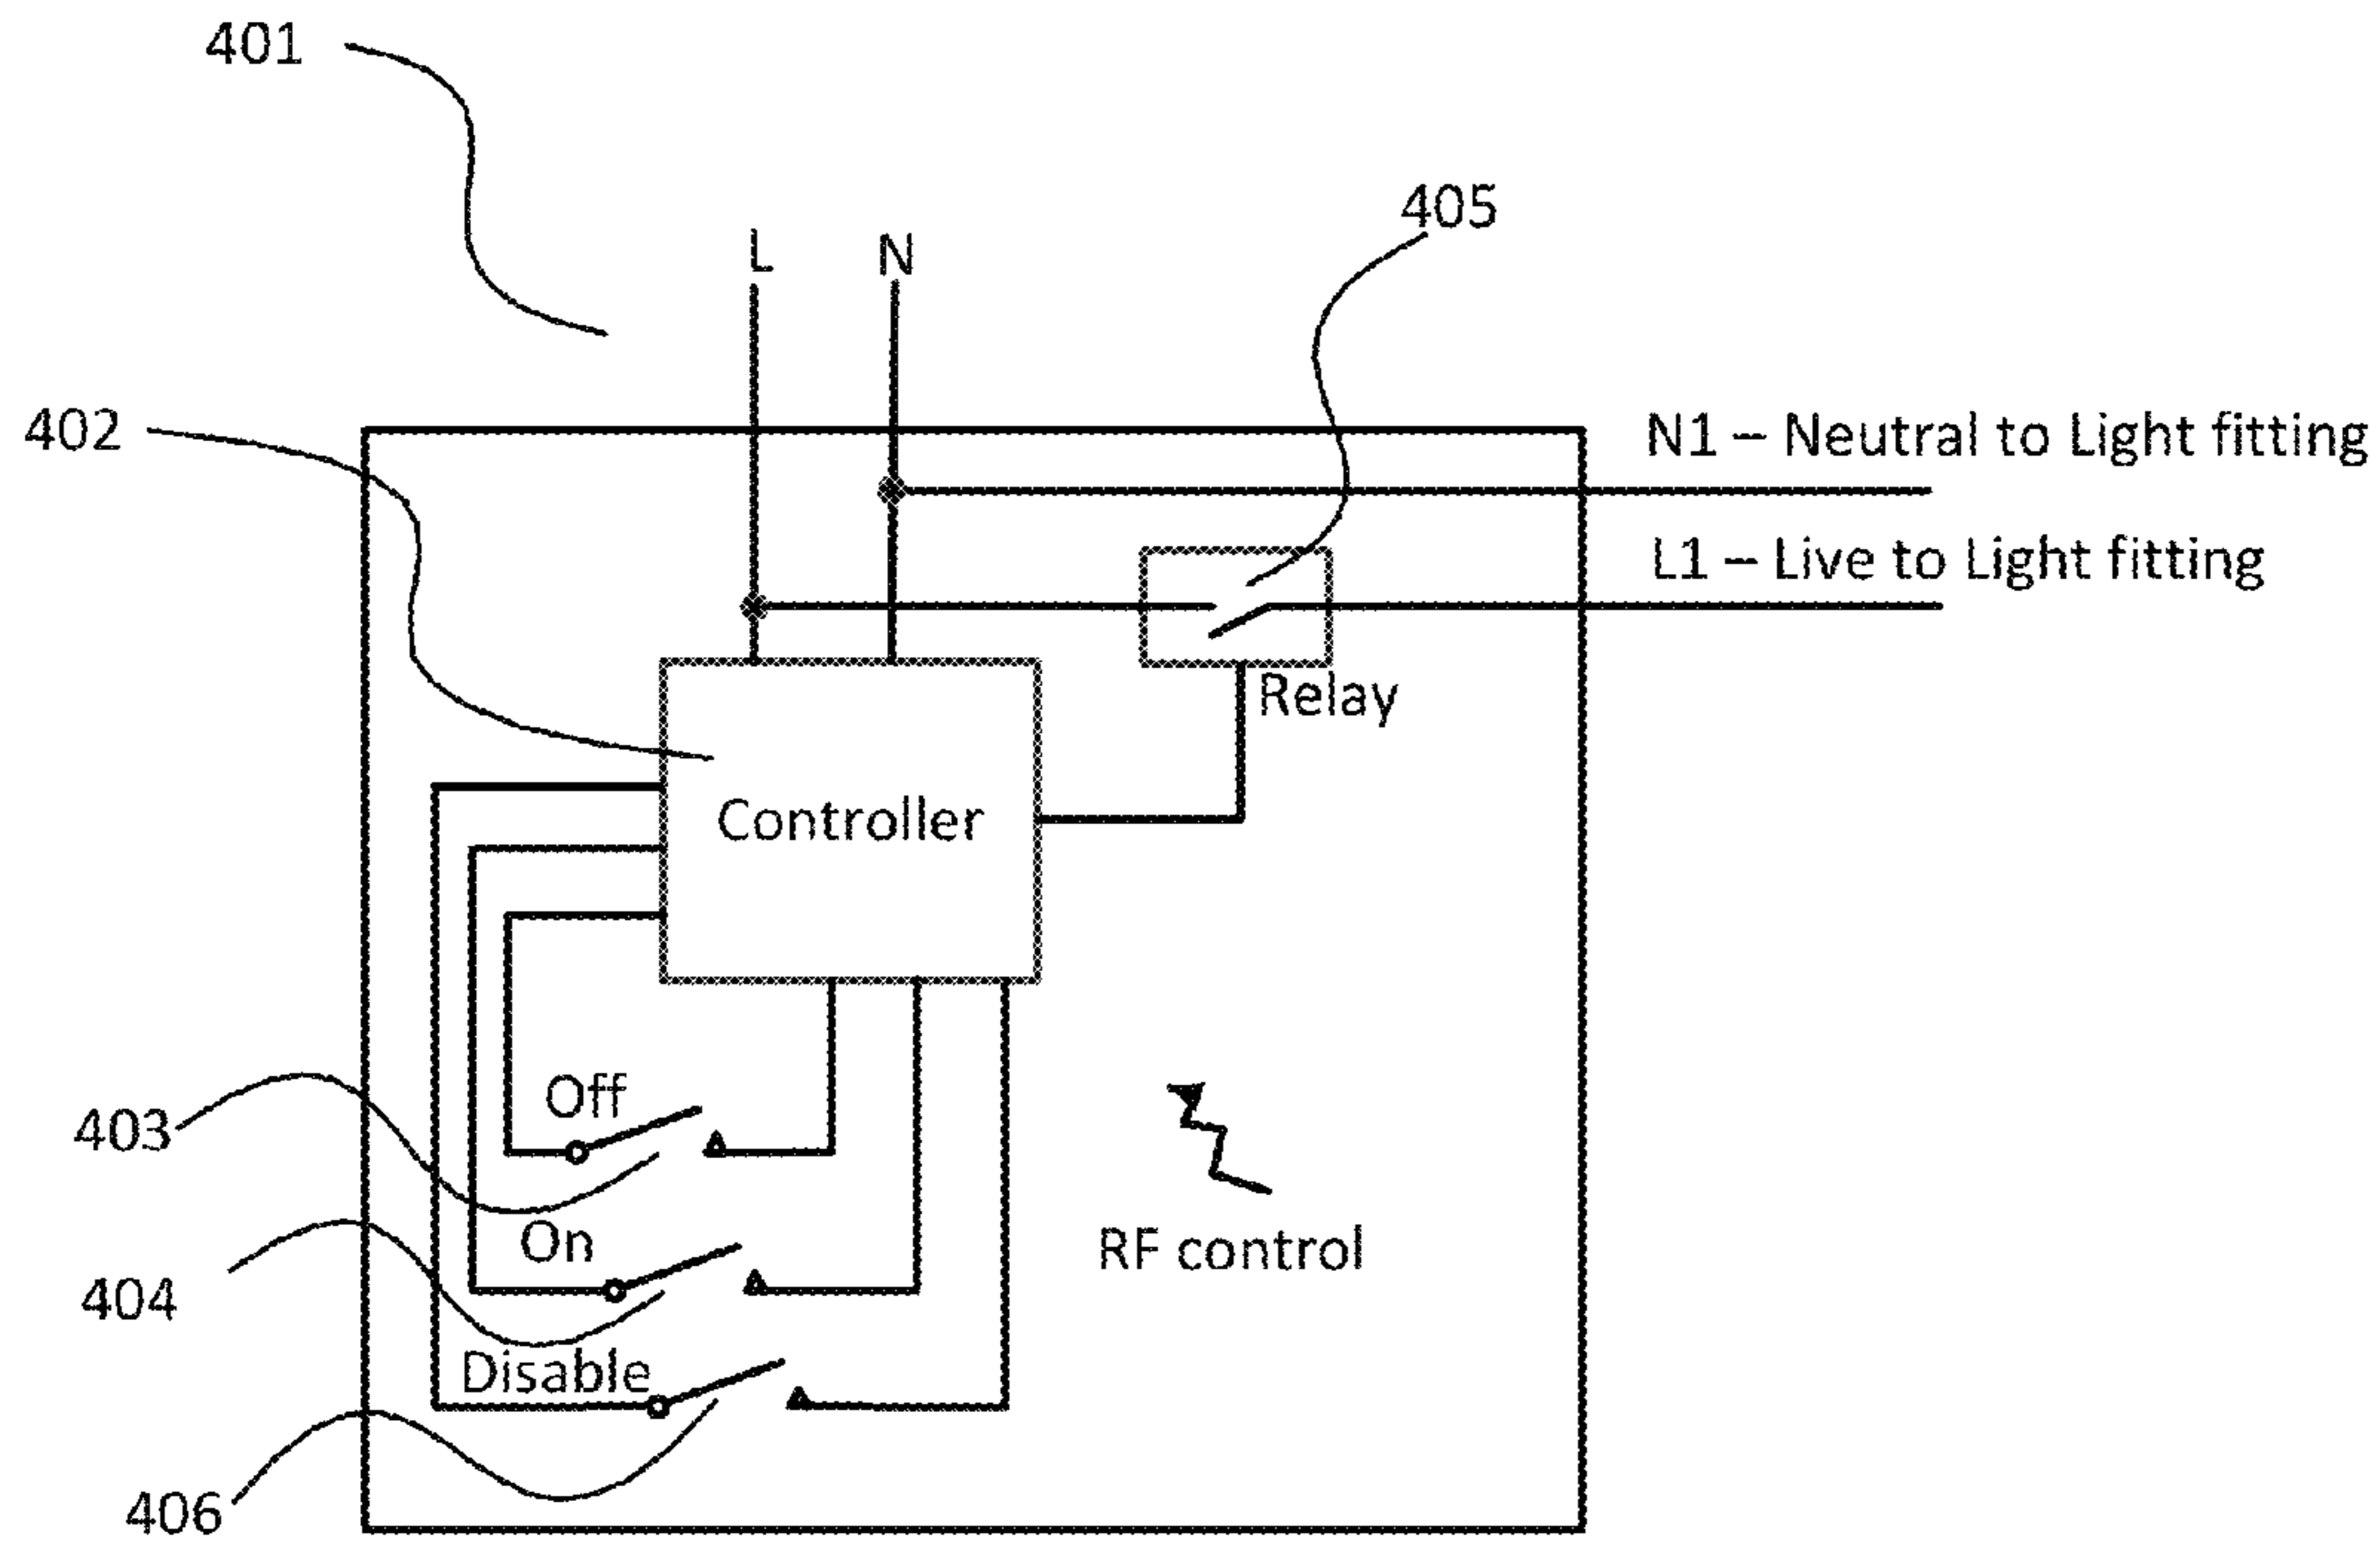 401
405
L
N
402
N1 – Neutral to Light fitting
L1 – Live to Light fitting
Relay
Controller
Off
403
On
RF control
404
Disable
406